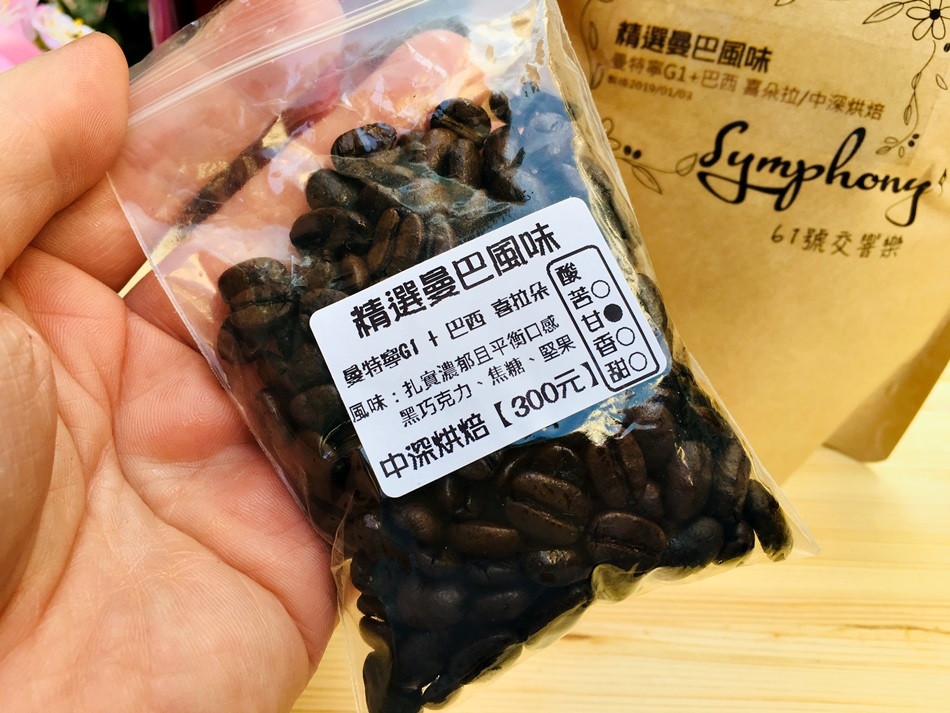 精選曼巴風味
曼特寧G1 + 巴西 喜拉朵
風味：扎實濃郁且平衡口感
黑巧克力、焦糖、堅果
中深烘焙【300元】
酸
苦○
甘●
香○
甜○
精選曼巴風味
曼特寧G1+巴西 喜朵拉/中深烘焙
2019/01/03
Symphony
61號交響樂